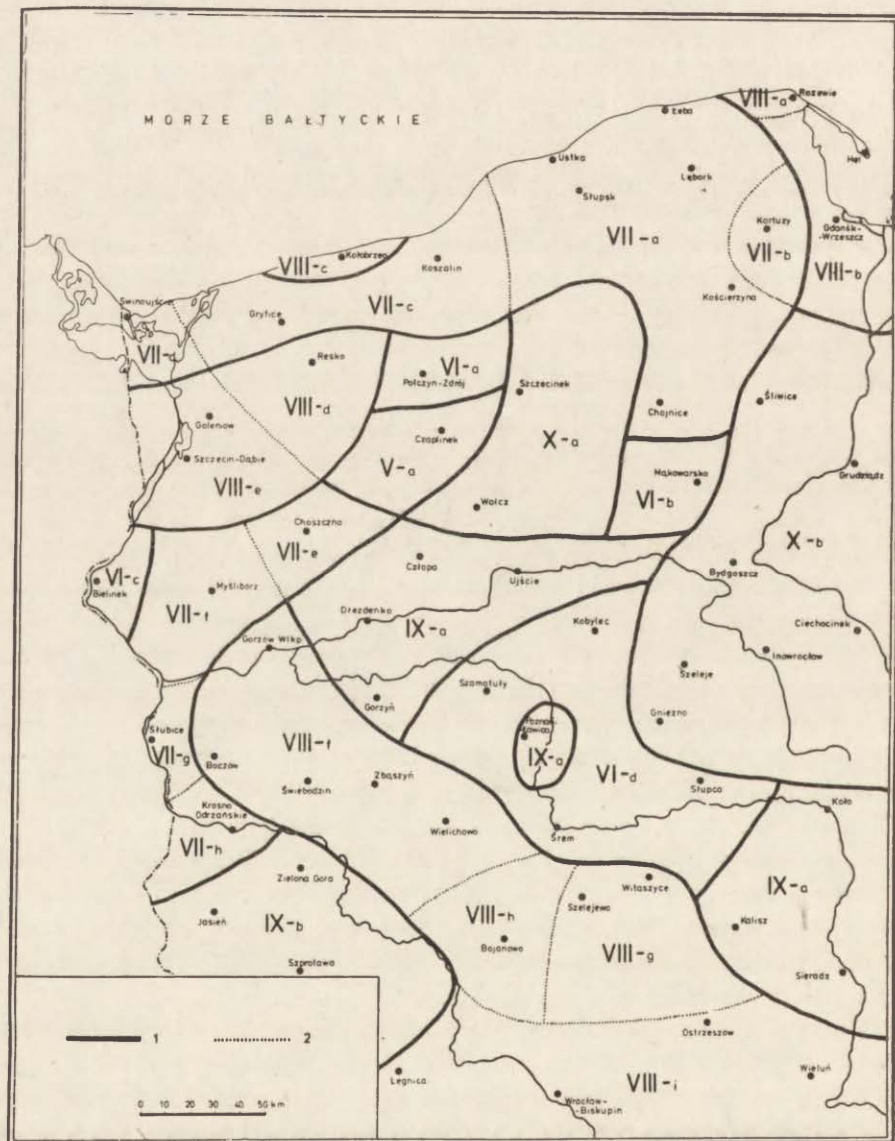 MORZE BAŁTYCKIE
VIII-a
Rozewie
Łeba
Hel
Ustka
Lębork
Słupsk
Kartuzy
Gdańsk-
-Wrzeszcz
VII-a
VII-b
VIII-b
Kołobrzeg
VIII-c
Koszalin
Kościerzyna
Świnoujście
VII-c
Gryfice
VII-d
Resko
VI-a
Połczyn-Zdrój
Szczecinek
Chojnice
Śliwice
VIII-d
Goleniów
Czaplinek
X-a
V-a
Szczecin-Dąbie
VIII-e
Mąkowarsko
VI-b
Grudziądz
Wałcz
Choszczno
VII-e
X-b
Człopa
Ujście
Bydgoszcz
VI-c
Bielinek
Myślibórz
VII-f
Drezdenko
IX-a
Kobylec
Ciechocinek
Gorzów Wlkp
Inowrocław
Szeleje
Szamotuły
Gorzyń
Gniezno
Słubice
VII-g
VIII-f
Poznań
Ławica
IX-a
Boczów
Świebodzin
Zbąszyń
VI-d
Słupca
Krosno
Odrzańskie
Koło
Wielichowo
Śrem
VII-h
Zielona Góra
Witaszyce
IX-a
Szelejewo
Jasień
IX-b
VIII-h
Kalisz
Bojanowo
VIII-g
Szprotawa
Sieradz
Ostrzeszów
1
2
Wieluń
Legnica
VIII-i
0 10 20 30 40 50 km
Wrocław-
-Biskupin